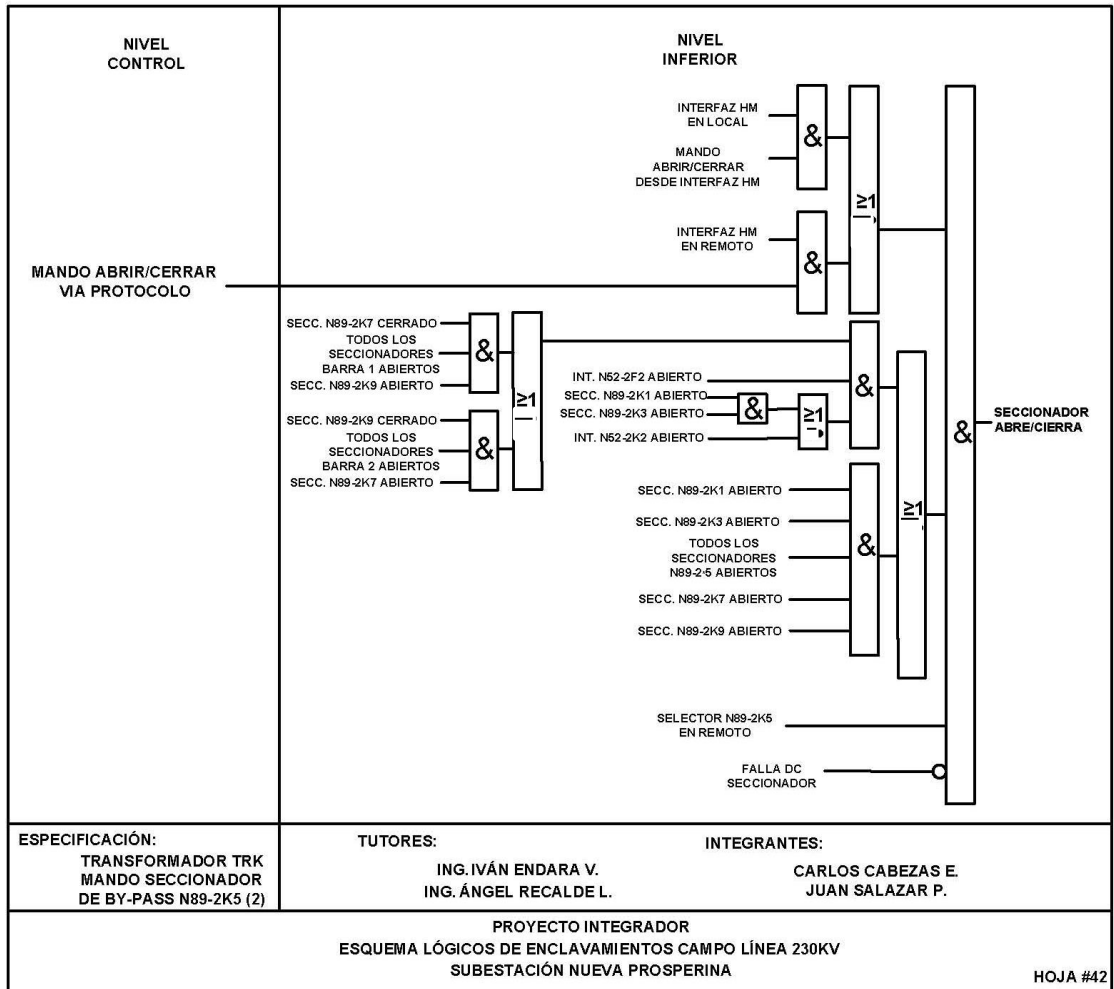 NIVEL
CONTROL
NIVEL
INFERIOR
INTERFAZ HM
EN LOCAL
MANDO
ABRIR/CERRAR
DESDE INTERFAZ HM
&
≥1
INTERFAZ HM
EN REMOTO
&
MANDO ABRIR/CERRAR
VIA PROTOCOLO
SECC. N89-2K7 CERRADO
TODOS LOS
SECCIONADORES
BARRA 1 ABIERTOS
SECC. N89-2K9 ABIERTO
&
SECC. N89-2K9 CERRADO
TODOS LOS
SECCIONADORES
BARRA 2 ABIERTOS
SECC. N89-2K7 ABIERTO
&
≥1
INT. N52-2F2 ABIERTO
SECC. N89-2K1 ABIERTO
SECC. N89-2K3 ABIERTO
&
INT. N52-2K2 ABIERTO
≥1
&
SECC. N89-2K1 ABIERTO
SECC. N89-2K3 ABIERTO
TODOS LOS
SECCIONADORES
N89-2·5 ABIERTOS
SECC. N89-2K7 ABIERTO
SECC. N89-2K9 ABIERTO
&
≥1
&
SECCIONADOR
ABRE/CIERRA
SELECTOR N89-2K5
EN REMOTO
FALLA DC
SECCIONADOR
ESPECIFICACIÓN:
TRANSFORMADOR TRK
MANDO SECCIONADOR
DE BY-PASS N89-2K5 (2)
TUTORES:
ING. IVÁN ENDARA V.
ING. ÁNGEL RECALDE L.
INTEGRANTES:
CARLOS CABEZAS E.
JUAN SALAZAR P.
PROYECTO INTEGRADOR
ESQUEMA LÓGICOS DE ENCLAVAMIENTOS CAMPO LÍNEA 230KV
SUBESTACIÓN NUEVA PROSPERINA
HOJA #42